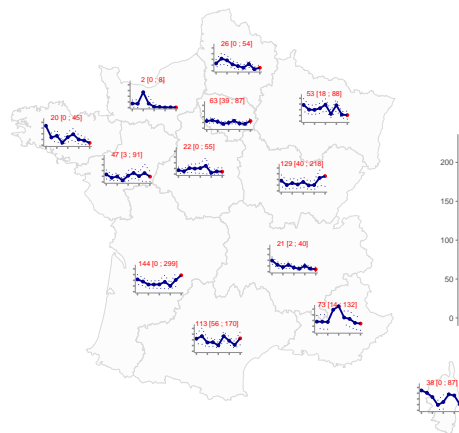 26 [0 ; 54]
2 [0 ; 8]
63 [39 ; 87]
53 [18 ; 88]
20 [0 ; 45]
47 [3 ; 91]
22 [0 ; 55]
129 [40 ; 218]
200
150
100
50
0
21 [2 ; 40]
144 [0 ; 299]
73 [14 ; 132]
113 [56 ; 170]
38 [0 ; 87]